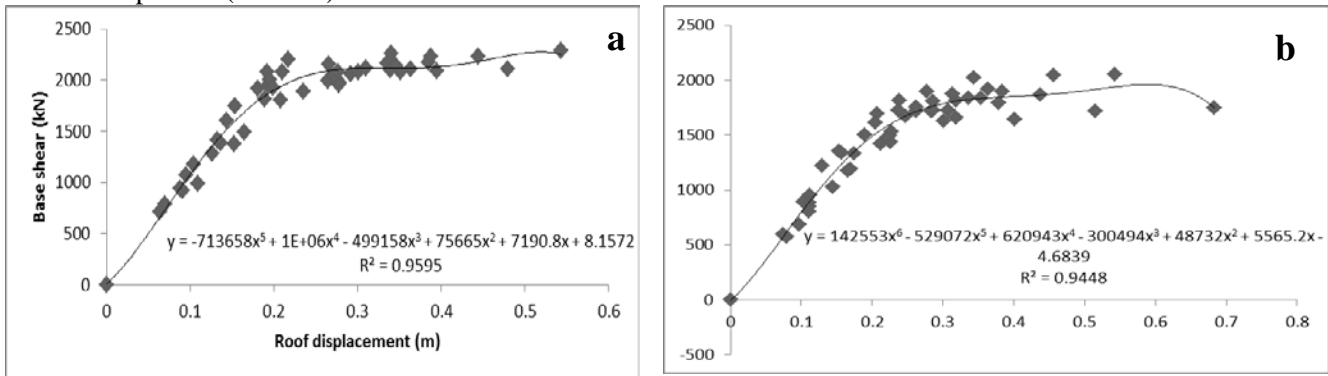 a
2500
2000
1500
1000
500
0
Base shear (kN)
y = -713658x⁵ + 1E+06x⁴ - 499158x³ + 75665x² + 7190.8x + 8.1572
R² = 0.9595
0 0.1 0.2 0.3 0.4 0.5 0.6
Roof displacement (m)
b
2500
2000
1500
1000
500
0
-500
y = 142553x⁶ - 529072x⁵ + 620943x⁴ - 300494x³ + 48732x² + 5565.2x -
4.6839
R² = 0.9448
0 0.1 0.2 0.3 0.4 0.5 0.6 0.7 0.8